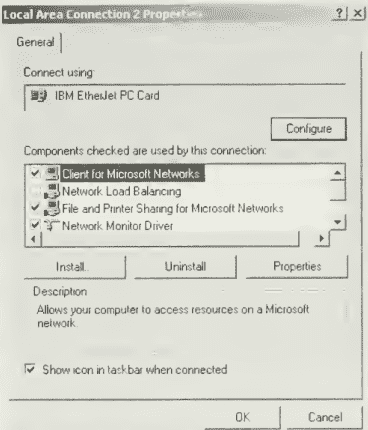 Local Area Connection 2 Properties
General
Connect using:
IBM EtherJet PC Card
Configure
Components checked are used by this connection:
Client for Microsoft Networks
Network Load Balancing
File and Printer Sharing for Microsoft Networks
Network Monitor Driver
Install...
Uninstall
Properties
Description
Allows your computer to access resources on a Microsoft
network.
Show icon in taskbar when connected
OK
Cancel